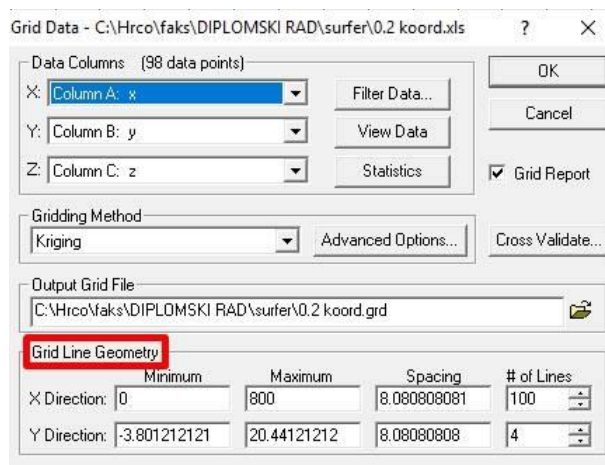 Grid Data - C:\Hrco\faks\DIPLOMSKI RAD\surfer\0.2 koord.xls ? ×
Data Columns (98 data points)
OK
X: Column A: x
Filter Data...
Cancel
Y: Column B: y
View Data
Z: Column C: z
Statistics
Grid Report
Gridding Method
Kriging
Advanced Options...
Cross Validate...
Output Grid File
C:\Hrco\faks\DIPLOMSKI RAD\surfer\0.2 koord.grd
Grid Line Geometry
Minimum Maximum Spacing # of Lines
X Direction: 0 800 8.080808081 100
Y Direction: -3.801212121 20.44121212 8.08080808 4